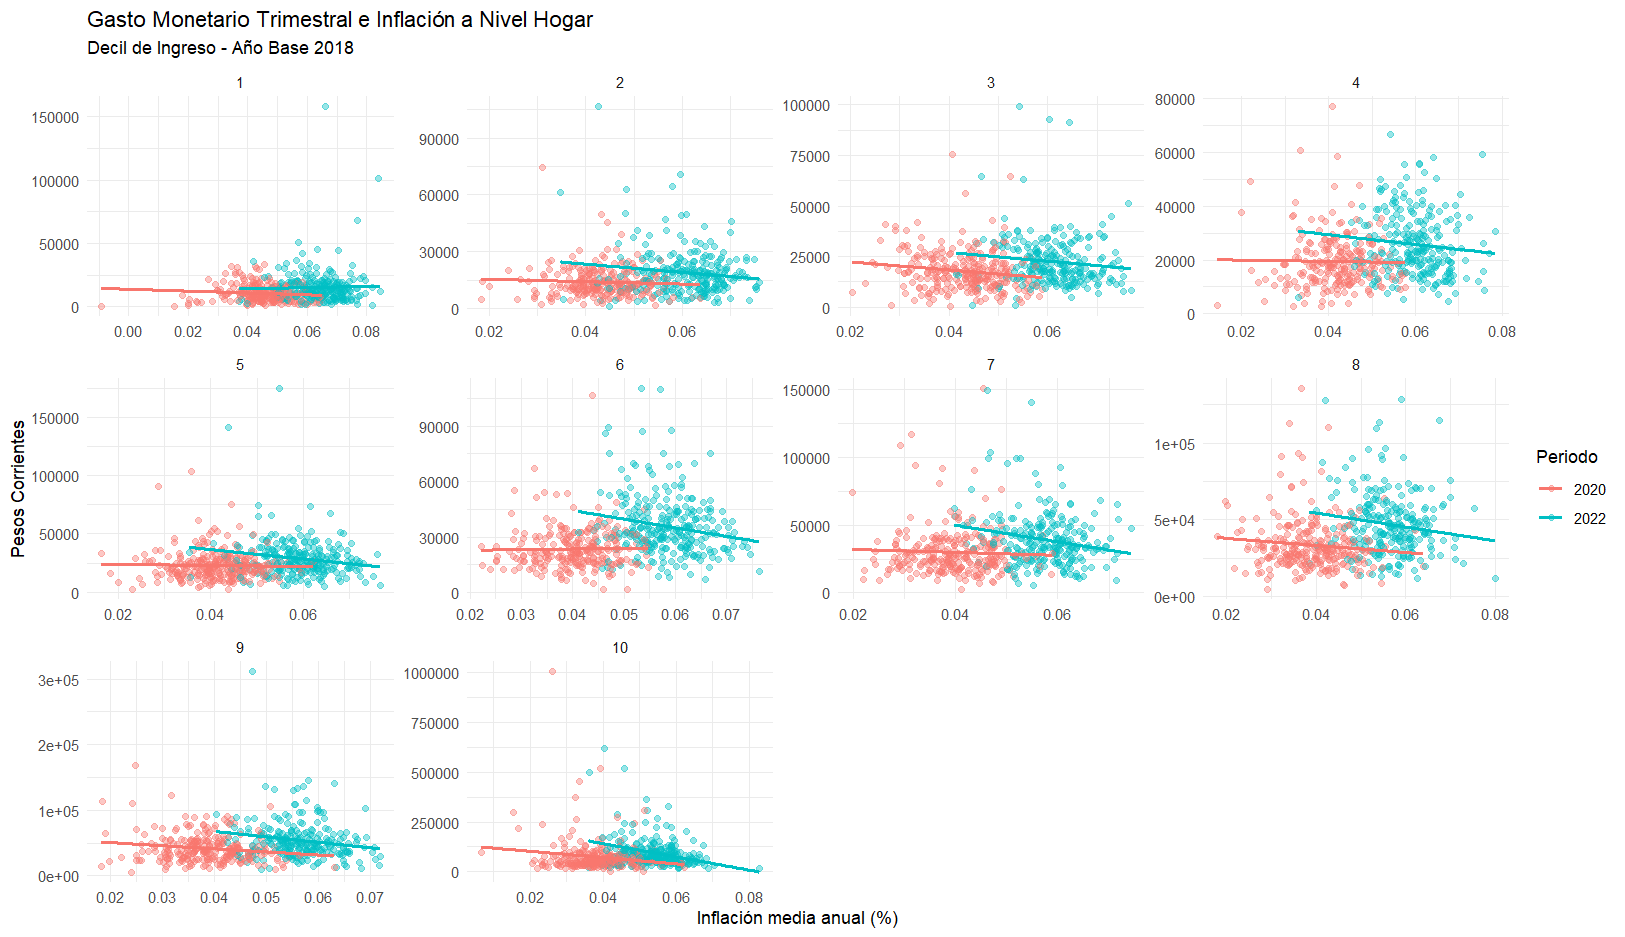 Gasto Monetario Trimestral e Inflación a Nivel Hogar
Decil de Ingreso - Año Base 2018
1
2
3
4
150000
100000
50000
0
0.00 0.02 0.04 0.06 0.08
90000
60000
30000
0
0.02 0.04 0.06
100000
75000
50000
25000
0
0.02 0.04 0.06
80000
60000
40000
20000
0
0.02 0.04 0.06 0.08
5
6
7
8
150000
100000
50000
0
0.02 0.04 0.06
90000
60000
30000
0
0.02 0.03 0.04 0.05 0.06 0.07
150000
100000
50000
0
0.02 0.04 0.06
1e+05
5e+04
0e+00
0.02 0.04 0.06 0.08
9
10
3e+05
2e+05
1e+05
0e+00
0.02 0.03 0.04 0.05 0.06 0.07
1000000
750000
500000
250000
0
0.02 0.04 0.06 0.08
Pesos Corrientes
Inflación media anual (%)
Periodo
2020
2022